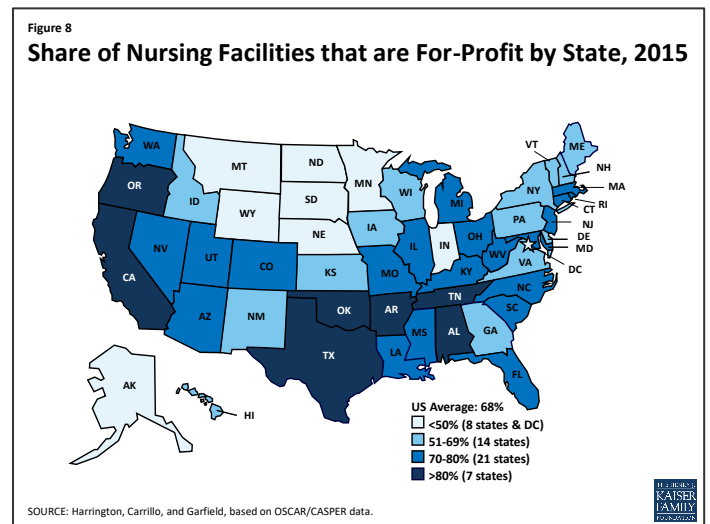 Figure 8
Share of Nursing Facilities that are For-Profit by State, 2015
WA
OR
CA
NV
ID
MT
WY
UT
AZ
CO
NM
ND
SD
NE
KS
OK
TX
MN
IA
MO
AR
LA
WI
IL
MI
IN
OH
KY
TN
MS
AL
GA
FL
SC
NC
VA
WV
PA
NY
VT
ME
NH
MA
RI
CT
NJ
DE
MD
DC
AK
HI
US Average: 68%
<50% (8 states & DC)
51-69% (14 states)
70-80% (21 states)
>80% (7 states)
SOURCE: Harrington, Carrillo, and Garfield, based on OSCAR/CASPER data.
THE HENRY J.
KAISER
FAMILY
FOUNDATION